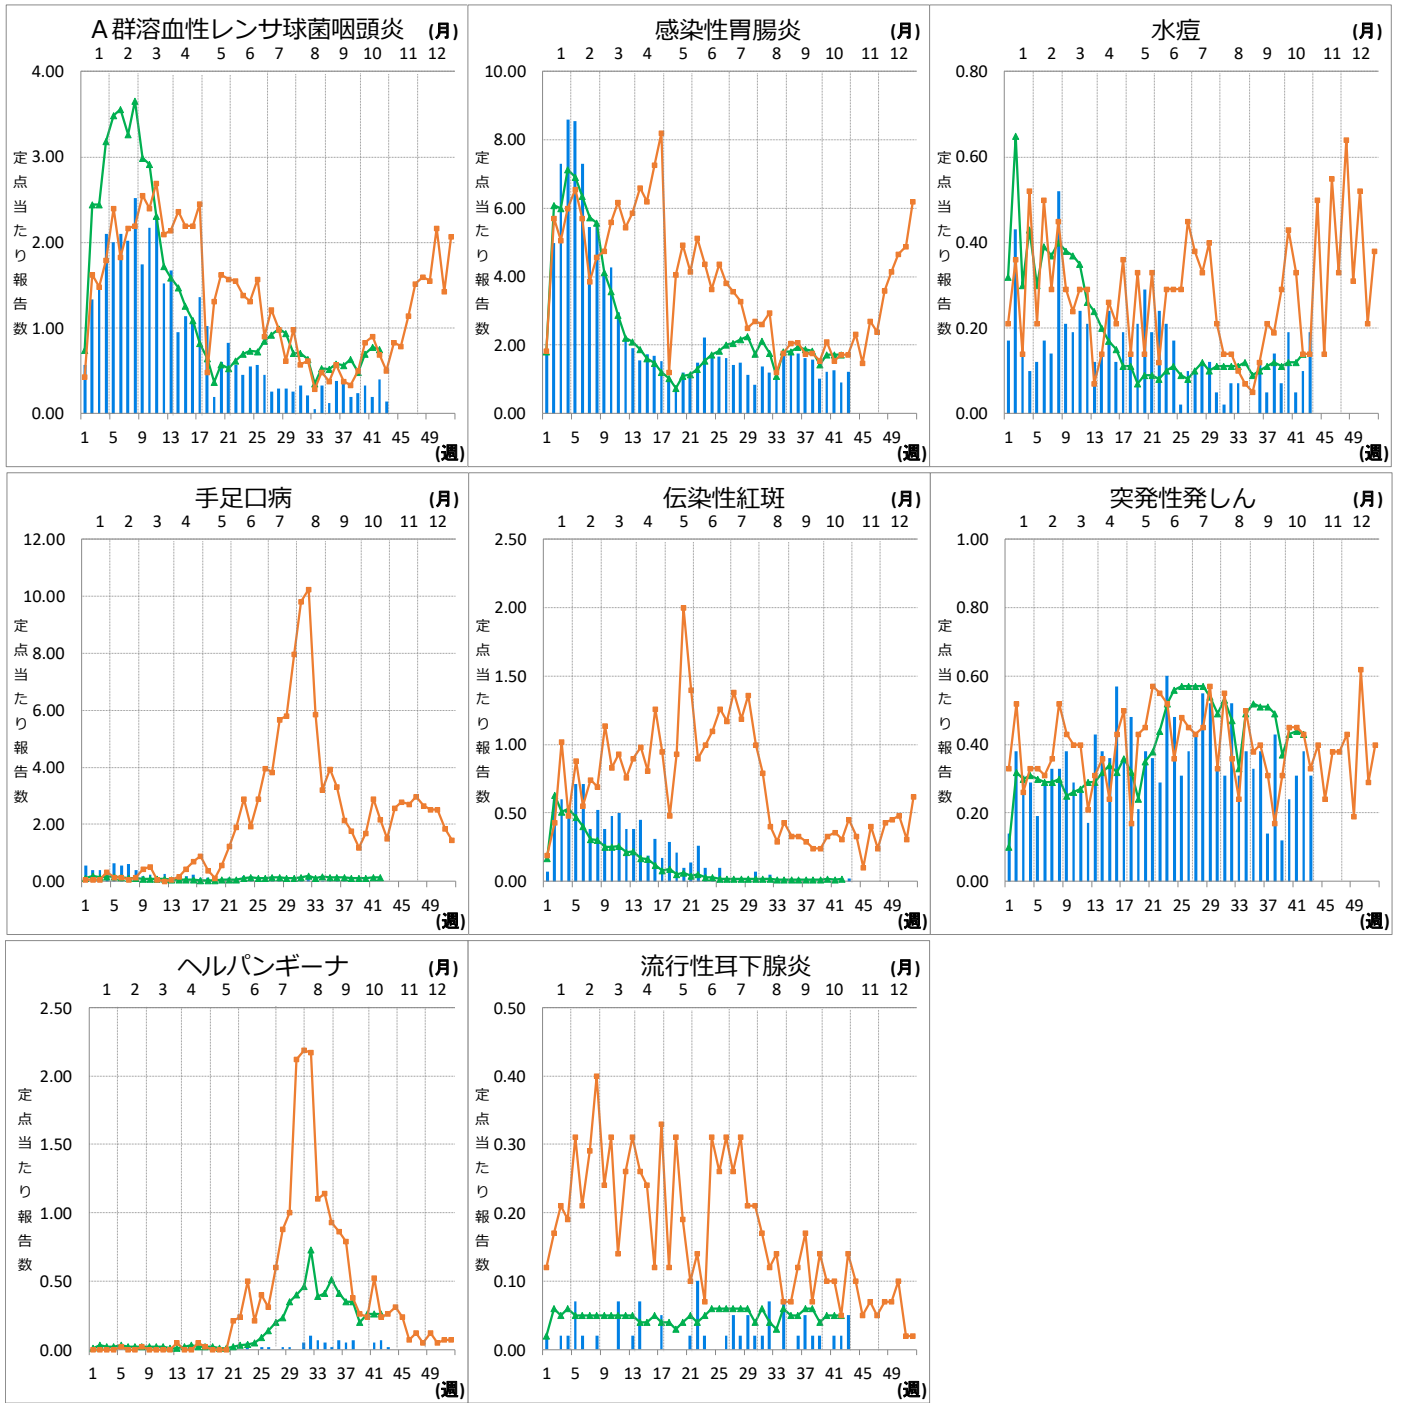 A群溶血性レンサ球菌咽頭炎 (月)
1 2 3 4 5 6 7 8 9 10 11 12
4.00
3.00
2.00
1.00
0.00
定点当たり報告数
1 5 9 13 17 21 25 29 33 37 41 45 49
(週)
感染性胃腸炎 (月)
1 2 3 4 5 6 7 8 9 10 11 12
10.00
8.00
6.00
4.00
2.00
0.00
定点当たり報告数
1 5 9 13 17 21 25 29 33 37 41 45 49
(週)
水痘 (月)
1 2 3 4 5 6 7 8 9 10 11 12
0.80
0.60
0.40
0.20
0.00
定点当たり報告数
1 5 9 13 17 21 25 29 33 37 41 45 49
(週)
手足口病 (月)
1 2 3 4 5 6 7 8 9 10 11 12
12.00
10.00
8.00
6.00
4.00
2.00
0.00
定点当たり報告数
1 5 9 13 17 21 25 29 33 37 41 45 49
(週)
伝染性紅斑 (月)
1 2 3 4 5 6 7 8 9 10 11 12
2.50
2.00
1.50
1.00
0.50
0.00
定点当たり報告数
1 5 9 13 17 21 25 29 33 37 41 45 49
(週)
突発性発しん (月)
1 2 3 4 5 6 7 8 9 10 11 12
1.00
0.80
0.60
0.40
0.20
0.00
定点当たり報告数
1 5 9 13 17 21 25 29 33 37 41 45 49
(週)
ヘルパンギーナ (月)
1 2 3 4 5 6 7 8 9 10 11 12
2.50
2.00
1.50
1.00
0.50
0.00
定点当たり報告数
1 5 9 13 17 21 25 29 33 37 41 45 49
(週)
流行性耳下腺炎 (月)
1 2 3 4 5 6 7 8 9 10 11 12
0.50
0.40
0.30
0.20
0.10
0.00
定点当たり報告数
1 5 9 13 17 21 25 29 33 37 41 45 49
(週)